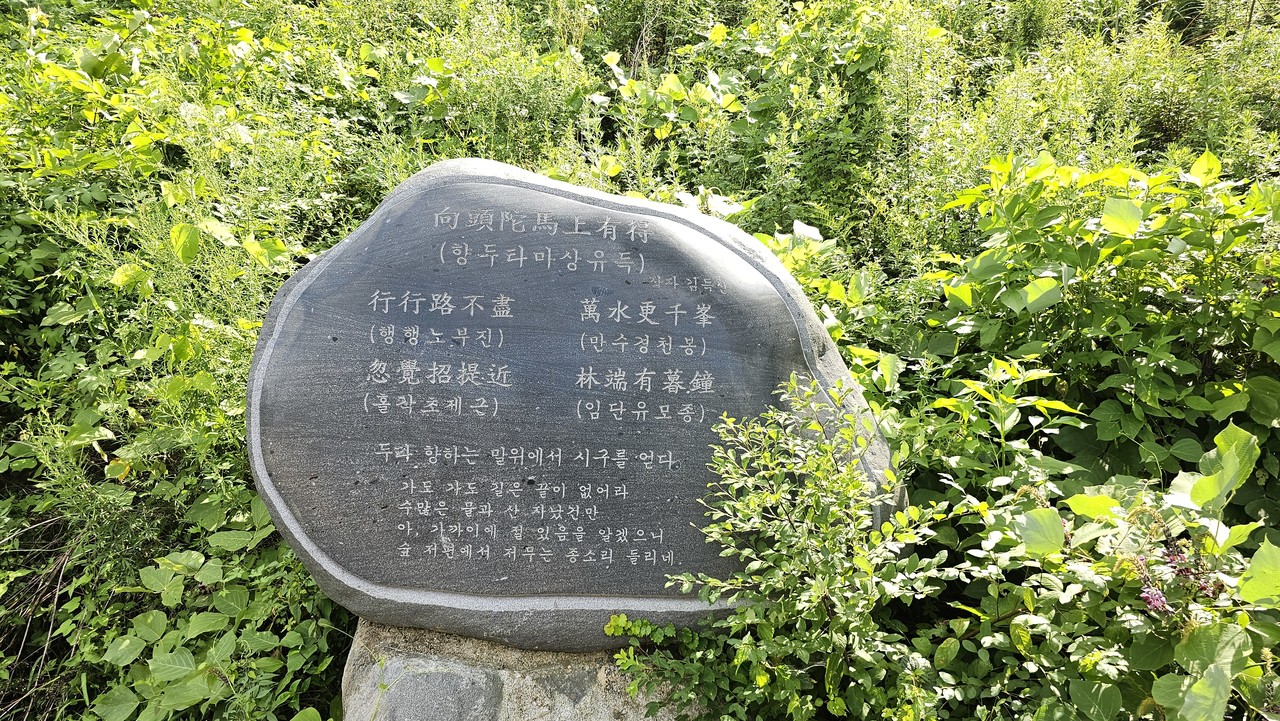 向頭陀馬上有得
(향두타마상유득)
작자 김득신
行行路不盡 萬水更千峯
(행행노부진) (만수경천봉)
忽覺招提近 林端有暮鐘
(홀각초제근) (임단유모종)
두타 향하는 말위에서 시구를 얻다.
가도 가도 길은 끝이 없어라
수많은 물과 산 지났건만
아, 가까이에 절 있음을 알겠으니
숲 저편에서 저무는 종소리 들리네.